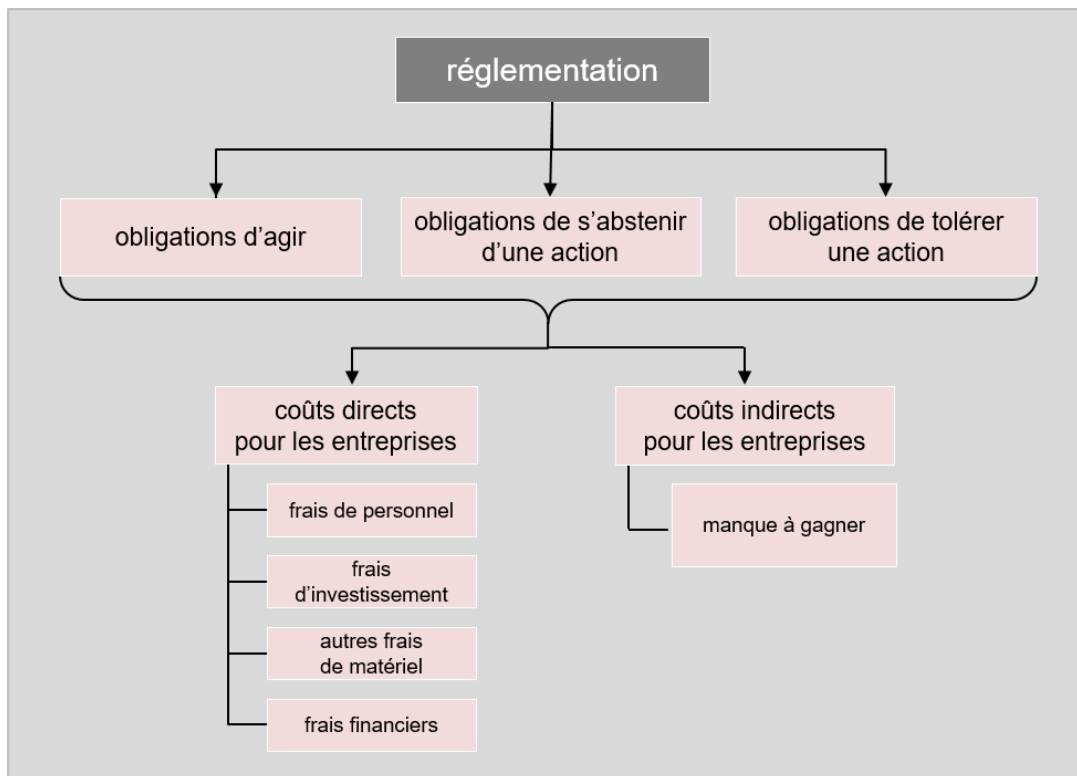 réglementation
obligations d’agir
obligations de s’abstenir
d’une action
obligations de tolérer
une action
coûts directs
pour les entreprises
coûts indirects
pour les entreprises
frais de personnel
manque à gagner
frais
d’investissement
autres frais
de matériel
frais financiers